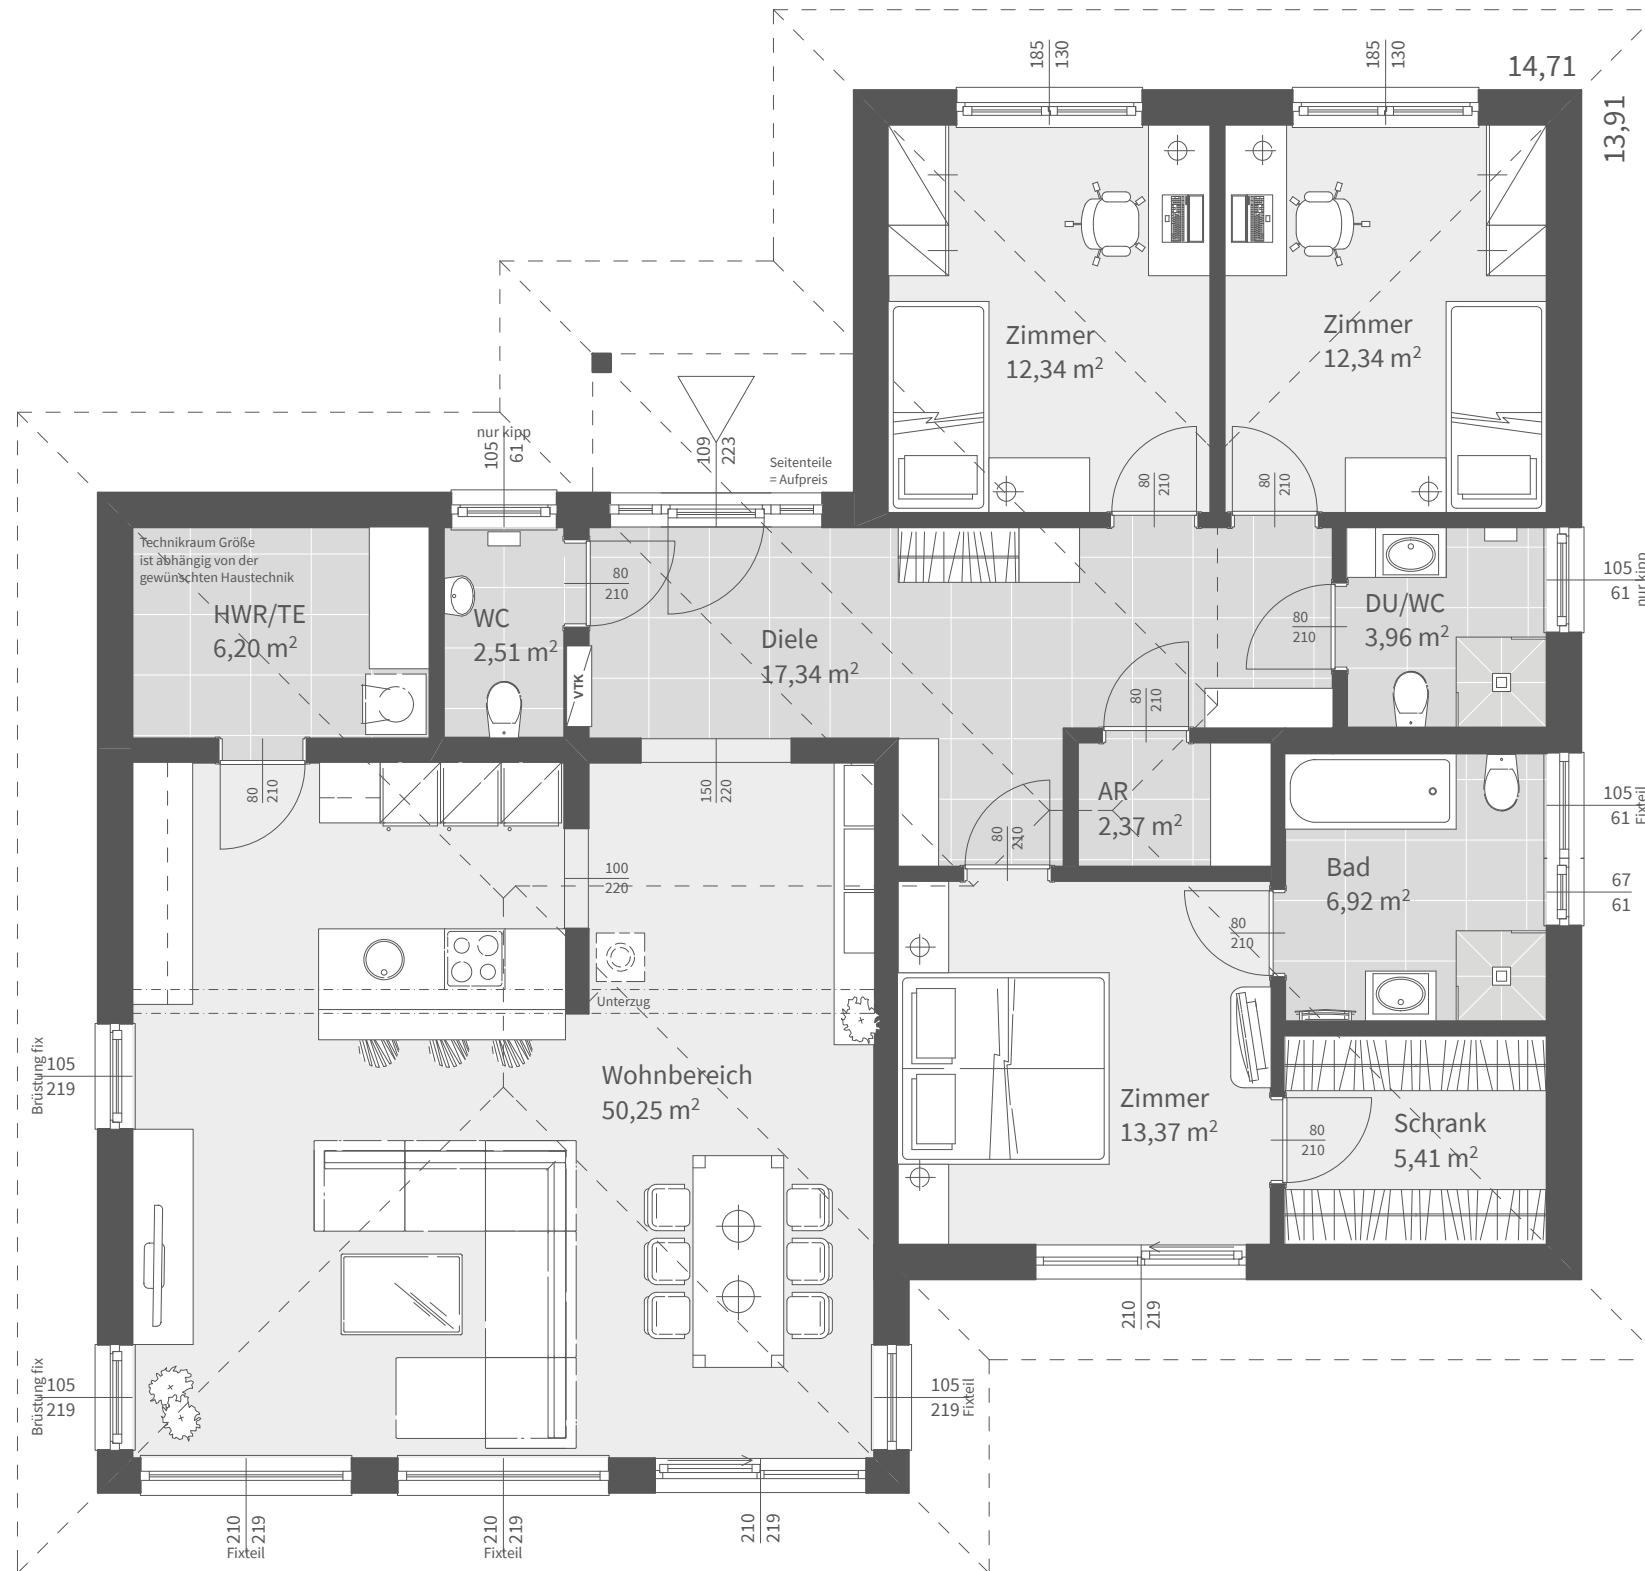 185
130
185
130
14,71
13,91
Zimmer
12,34 m²
Zimmer
12,34 m²
nur kipp
105
61
109
223
Seitenteile
= Aufpreis
80
210
80
210
Technikraum Größe
ist abhängig von der
gewünschten Haustechnik
HWR/TE
6,20 m²
WC
2,51 m²
80
210
VTK
Diele
17,34 m²
80
210
DU/WC
3,96 m²
105
61
nur kipp
80
210
80
210
150
220
AR
2,37 m²
80
210
105
61
Fixteil
100
220
Bad
6,92 m²
67
61
80
210
Unterzug
Brüstung fix
105
219
Wohnbereich
50,25 m²
Zimmer
13,37 m²
80
210
Schrank
5,41 m²
210
219
Brüstung fix
105
219
105
219
Fixteil
210
219
Fixteil
210
219
Fixteil
210
219